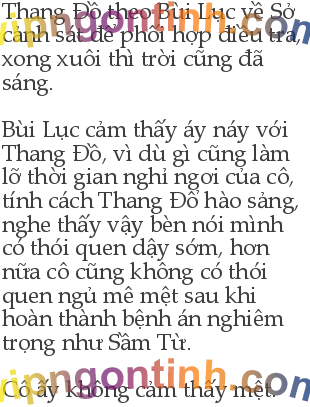 Thang Đồ theo Bùi Lục về Sở
cảnh sát để phối hợp điều tra,
xong xuôi thì trời cũng đã
sáng.
Bùi Lục cảm thấy áy náy với
Thang Đồ, vì dù gì cũng làm
lỡ thời gian nghỉ ngơi của cô,
tính cách Thang Đồ hào sảng,
nghe thấy vậy bèn nói mình
có thói quen dậy sớm, hơn
nữa cô cũng không có thói
quen ngủ mê mệt sau khi
hoàn thành bệnh án nghiêm
trọng như Sầm Từ.
Cô ấy không cảm thấy mệt.
vipngontinh.com
vipngontinh.com